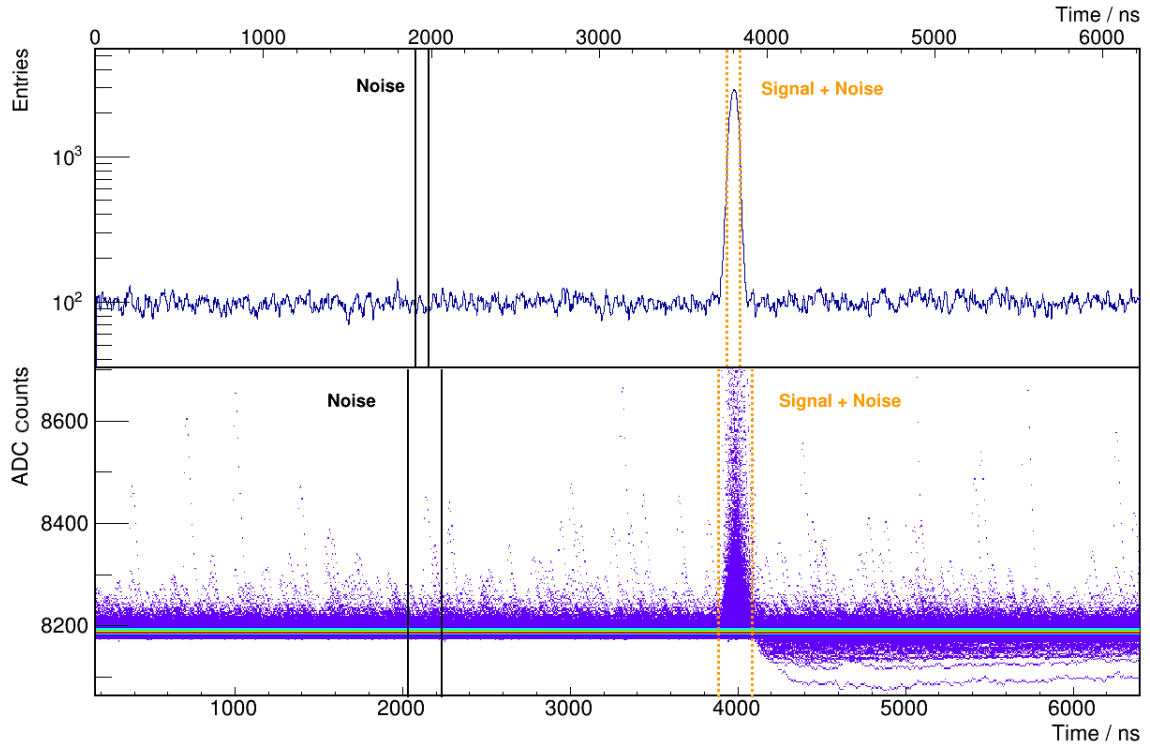 Time / ns
0 1000 2000 3000 4000 5000 6000
Entries
Noise
Signal + Noise
10³
10²
ADC counts
Noise
Signal + Noise
8600
8400
8200
1000 2000 3000 4000 5000 6000
Time / ns